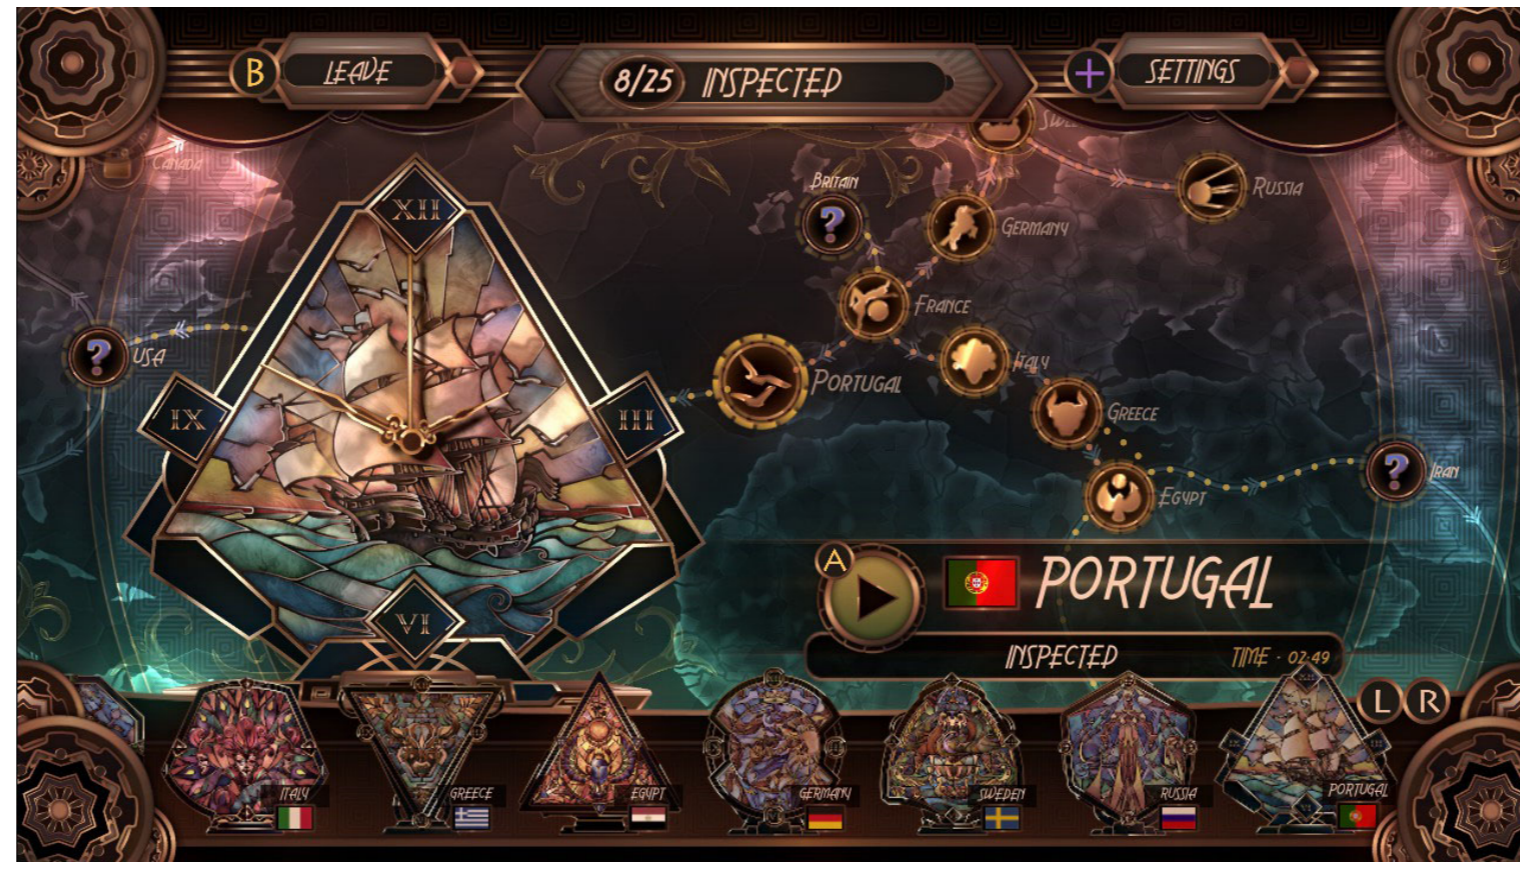 B LEAVE
8/25 INSPECTED
+ SETTINGS
CANADA
SWE
BRITAIN
RUSSIA
GERMANY
FRANCE
USA
ITALY
PORTUGAL
GREECE
IRAN
EGYPT
XII
IX
III
VI
A
PORTUGAL
INSPECTED TIME - 02:49
L R
ITALY
GREECE
EGYPT
GERMANY
SWEDEN
RUSSIA
PORTUGAL